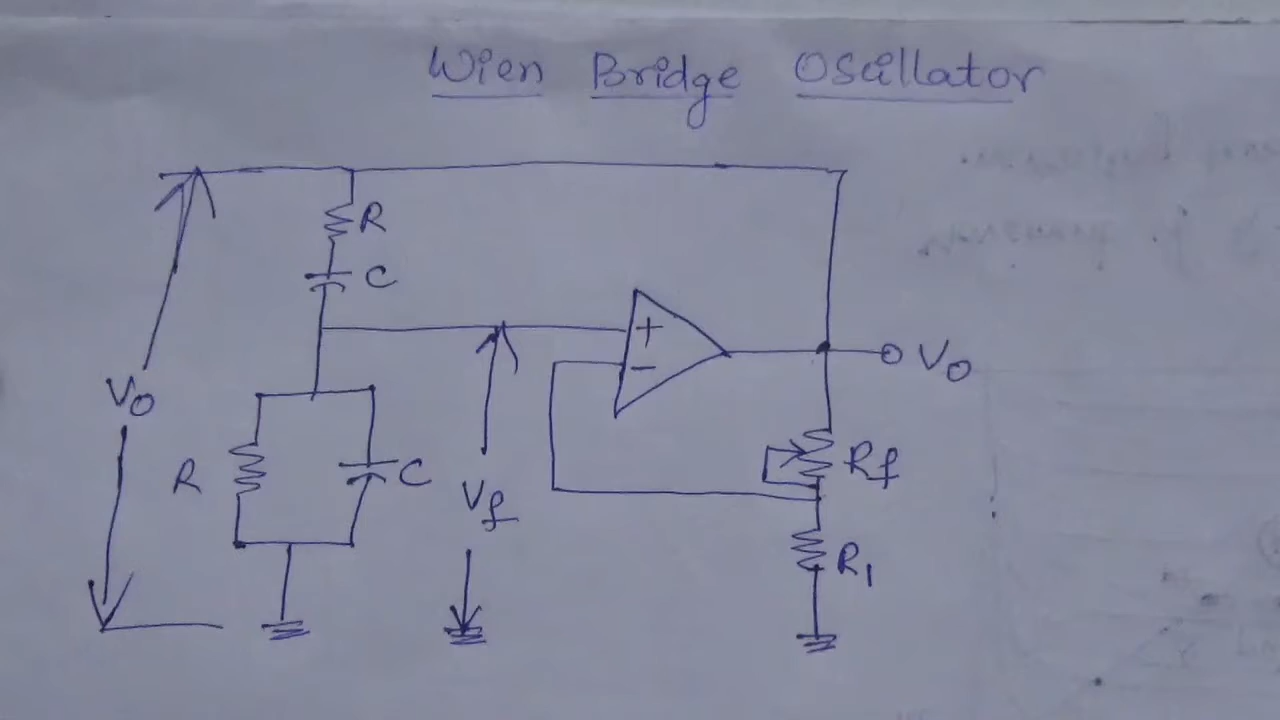 Wien Bridge Oscillator
R
C
+
−
Vo
Vo
R
C
Vf
Rf
R1